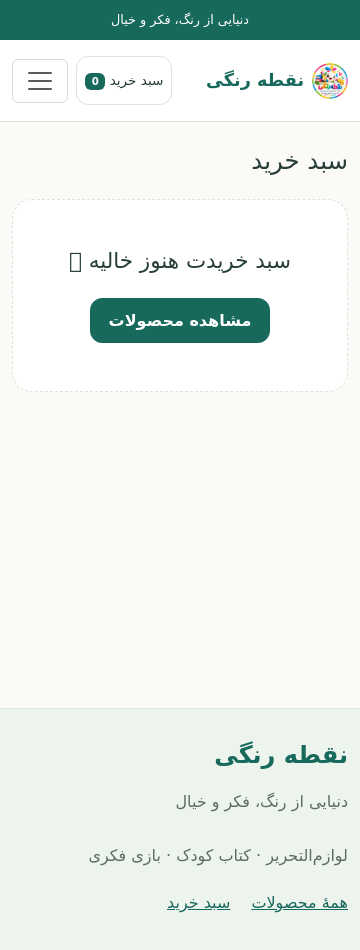 دنیایی از رنگ، فکر و خیال
نقطه رنگی
سبد خرید 0
سبد خرید
سبد خریدت هنوز خالیه
مشاهده محصولات
نقطه رنگی
دنیایی از رنگ، فکر و خیال
لوازم‌التحریر · کتاب کودک · بازی فکری
همهٔ محصولات سبد خرید